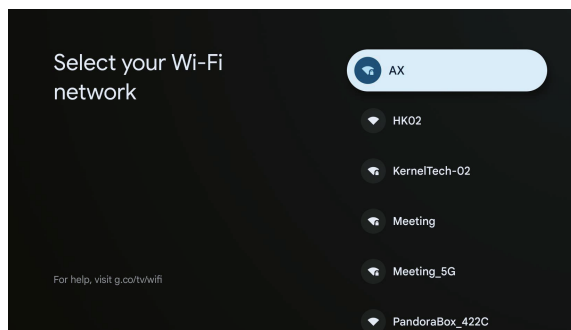 Select your Wi-Fi
network
For help, visit g.co/tv/wifi
AX
HK02
KernelTech-02
Meeting
Meeting_5G
PandoraBox_422C